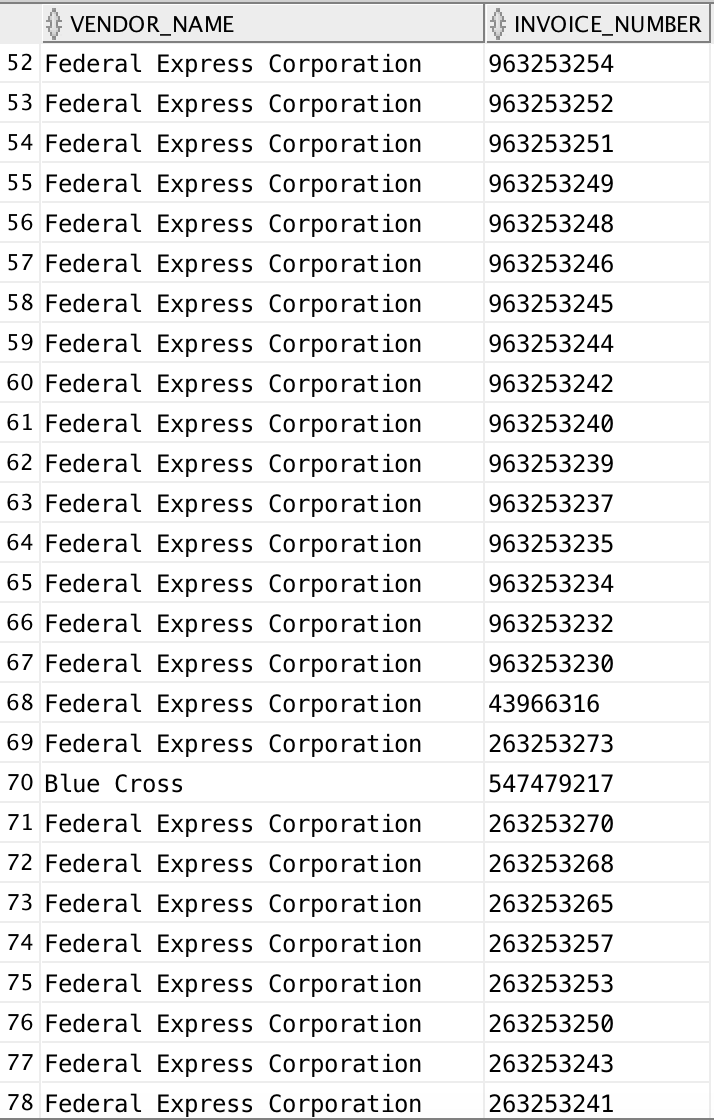 VENDOR_NAME INVOICE_NUMBER
52 Federal Express Corporation 963253254
53 Federal Express Corporation 963253252
54 Federal Express Corporation 963253251
55 Federal Express Corporation 963253249
56 Federal Express Corporation 963253248
57 Federal Express Corporation 963253246
58 Federal Express Corporation 963253245
59 Federal Express Corporation 963253244
60 Federal Express Corporation 963253242
61 Federal Express Corporation 963253240
62 Federal Express Corporation 963253239
63 Federal Express Corporation 963253237
64 Federal Express Corporation 963253235
65 Federal Express Corporation 963253234
66 Federal Express Corporation 963253232
67 Federal Express Corporation 963253230
68 Federal Express Corporation 43966316
69 Federal Express Corporation 263253273
70 Blue Cross 547479217
71 Federal Express Corporation 263253270
72 Federal Express Corporation 263253268
73 Federal Express Corporation 263253265
74 Federal Express Corporation 263253257
75 Federal Express Corporation 263253253
76 Federal Express Corporation 263253250
77 Federal Express Corporation 263253243
78 Federal Express Corporation 263253241